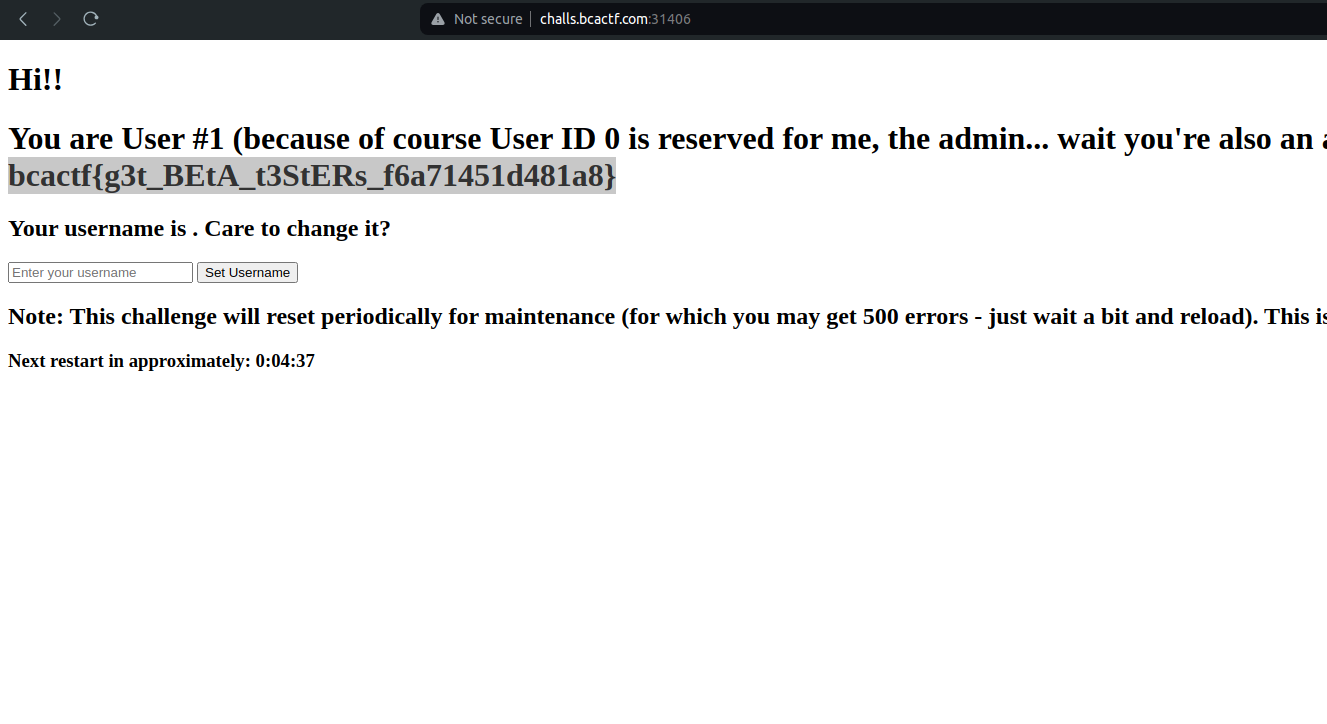 Not secure challs.bcactf.com:31406
Hi!!
You are User #1 (because of course User ID 0 is reserved for me, the admin... wait you're also an
bcactf{g3t_BEtA_t3StERs_f6a71451d481a8}
Your username is . Care to change it?
Enter your username Set Username
Note: This challenge will reset periodically for maintenance (for which you may get 500 errors - just wait a bit and reload). This
Next restart in approximately: 0:04:37